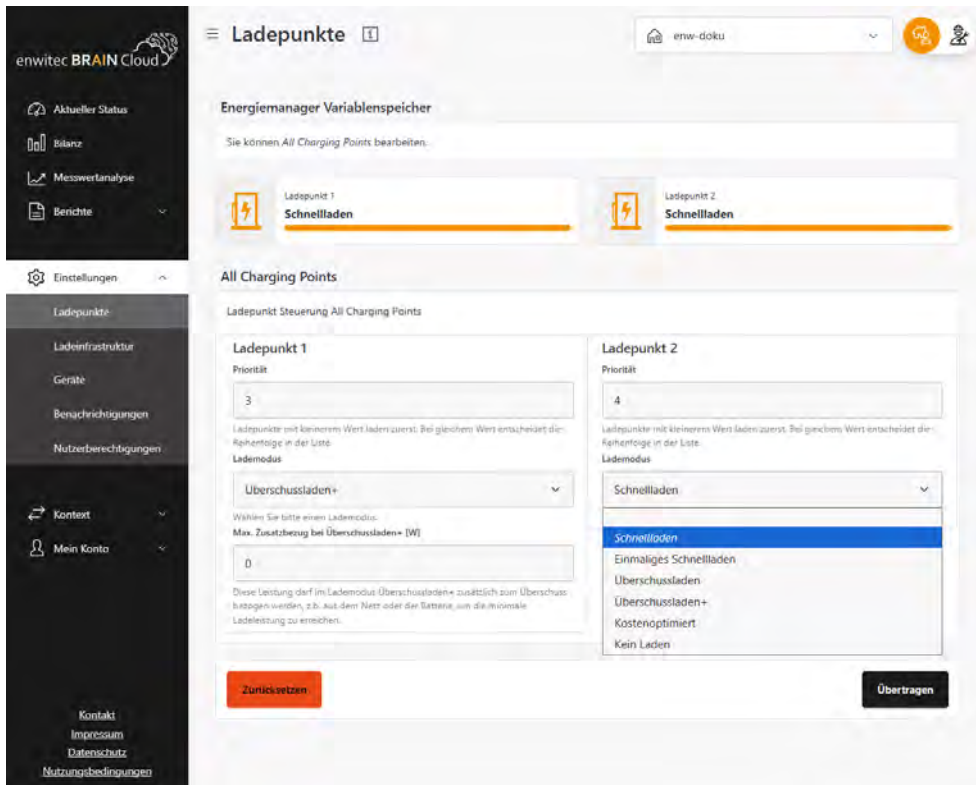 enwitec BRAIN Cloud
Aktueller Status
Bilanz
Messwertanalyse
Berichte
Einstellungen
Ladepunkte
Ladeinfrastruktur
Geräte
Benachrichtigungen
Nutzerberechtigungen
Kontext
Mein Konto
Kontakt
Impressum
Datenschutz
Nutzungsbedingungen
Ladepunkte
enw-doku
Energiemanager Variablenspeicher
Sie können All Charging Points bearbeiten.
Ladepunkt 1
Schnellladen
Ladepunkt 2
Schnellladen
All Charging Points
Ladepunkt Steuerung All Charging Points
Ladepunkt 1
Priorität
3
Ladepunkte mit kleinerem Wert laden zuerst. Bei gleichem Wert entscheidet die
Reihenfolge in der Liste.
Lademodus
Überschussladen+
Wählen Sie bitte einen Lademodus.
Max. Zusatzbezug bei Überschussladen+ [W]
0
Diese Leistung darf im Lademodus Überschussladen+ zusätzlich zum Überschuss
bezogen werden, z.b. aus dem Netz oder der Batterie, um die minimale
Ladeleistung zu erreichen.
Ladepunkt 2
Priorität
4
Ladepunkte mit kleinerem Wert laden zuerst. Bei gleichem Wert entscheidet die
Reihenfolge in der Liste.
Lademodus
Schnellladen
Schnellladen
Einmaliges Schnellladen
Überschussladen
Überschussladen+
Kostenoptimiert
Kein Laden
Zurücksetzen
Übertragen